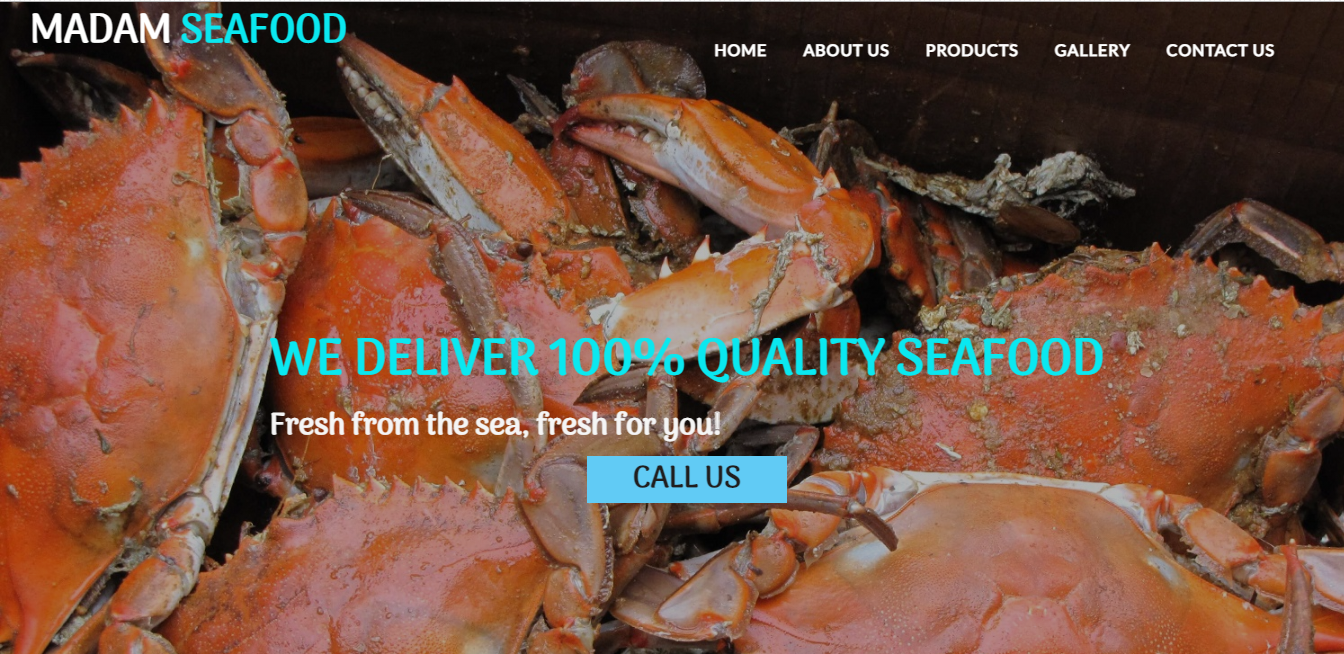 MADAM SEAFOOD
HOME ABOUT US PRODUCTS GALLERY CONTACT US
WE DELIVER 100% QUALITY SEAFOOD
Fresh from the sea, fresh for you!
CALL US